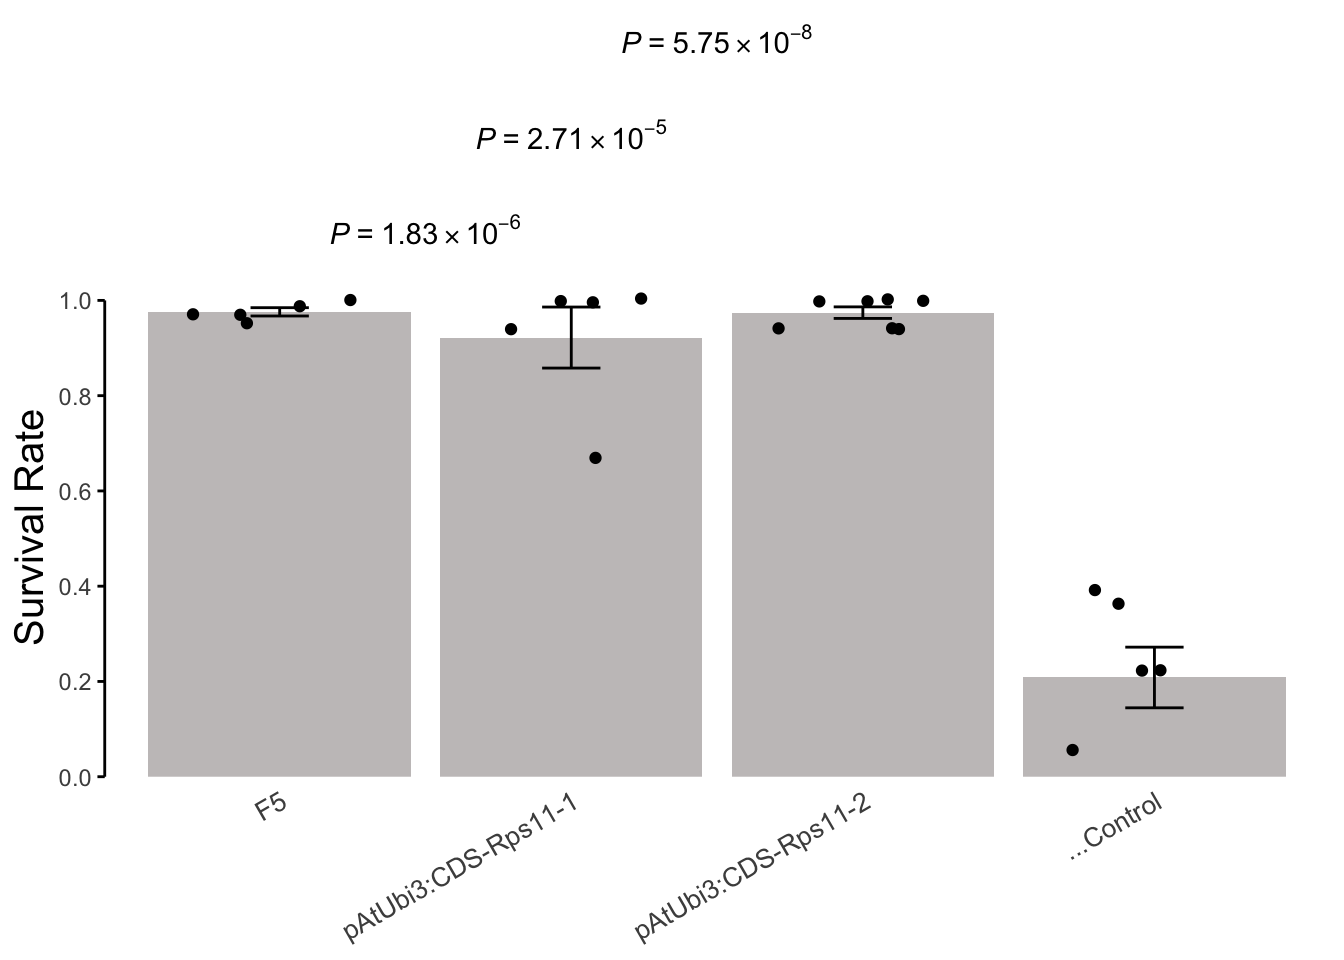 P = 5.75 × 10⁻⁸
P = 2.71 × 10⁻⁵
P = 1.83 × 10⁻⁶
Survival Rate
1.0
0.8
0.6
0.4
0.2
0.0
F5
pAtUbi3:CDS-Rps11-1
pAtUbi3:CDS-Rps11-2
...Control